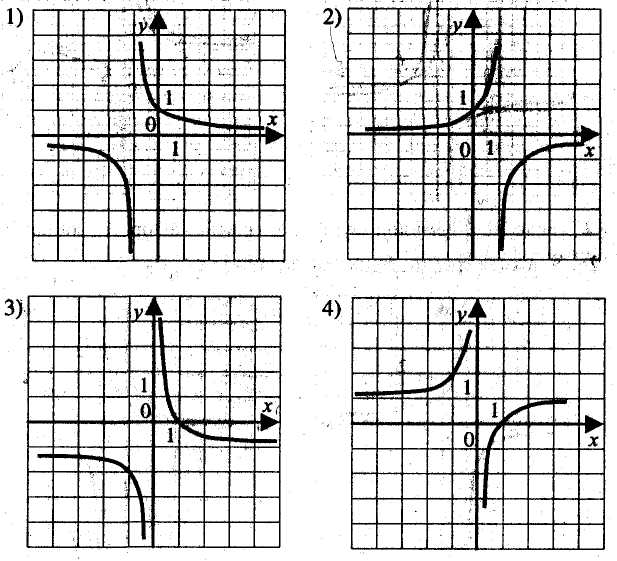 1) y 1 0 x 1
2) y 1 0 1 x
3) y 1 0 x 1
4) y 1 1 0 x